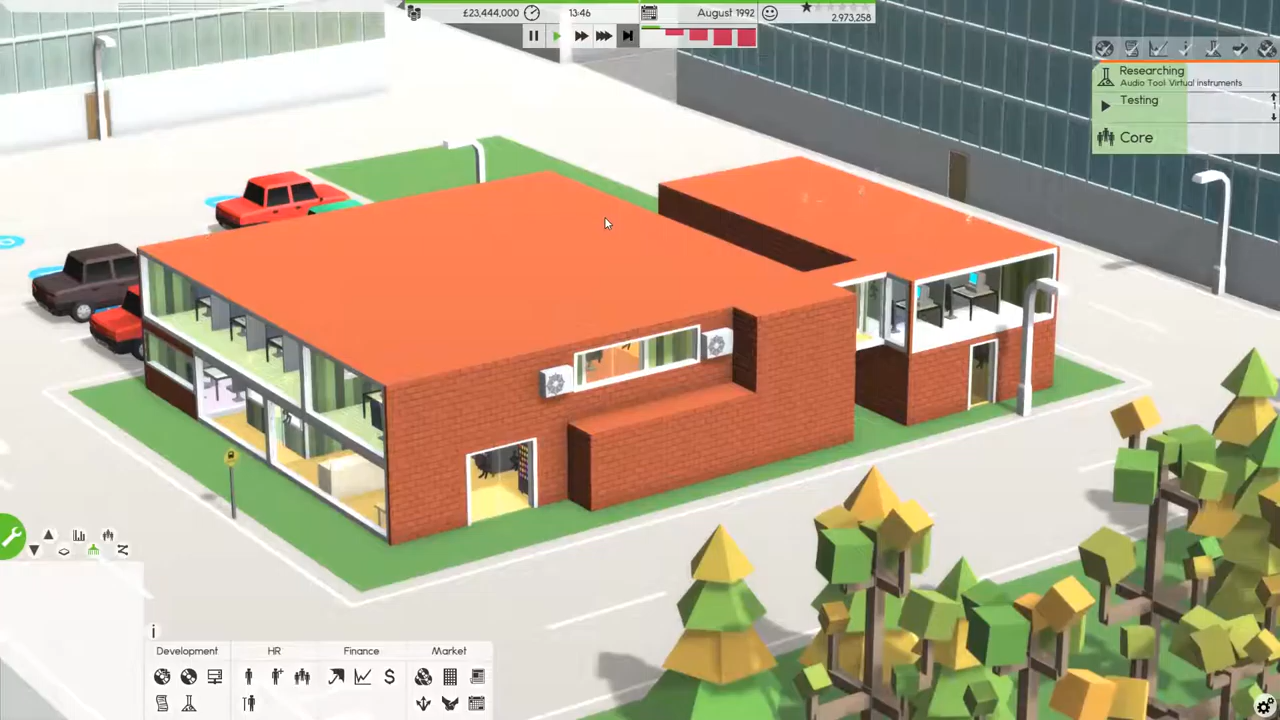 £23,444,000
13:46
August 1992
2,973,258
Researching
Audio Tool: Virtual instruments
Testing
Core
i
Development
HR
Finance
Market